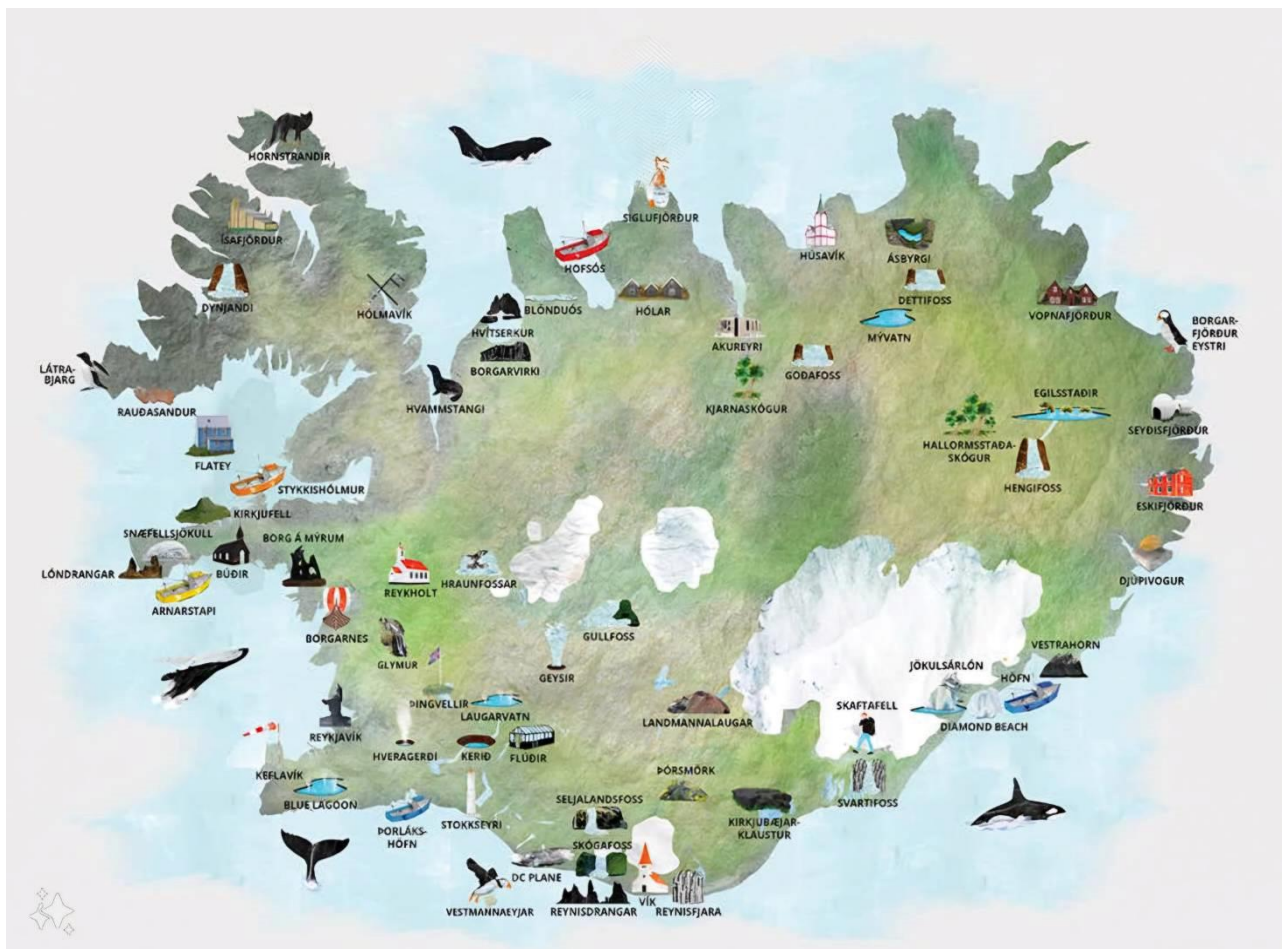 HORNSTRANDIR
ÍSAFJÖRÐUR
DYNJANDI
HÓLMAVÍK
LÁTRA-
BJARG
RAUÐASANDUR
FLATEY
STYKKISHÓLMUR
KIRKJUFELL
SNÆFELLSJÖKULL
LÓNDRANGAR
BÚÐIR
BORG Á MÝRUM
ARNARSTAPI
BORGARNES
REYKHOLT
HRAUNFOSSAR
GLYMUR
SIGLUFJÖRÐUR
HOFSÓS
BLÖNDUÓS
HÓLAR
HVÍTSERKUR
BORGARVIRKI
HVAMMSTANGI
AKUREYRI
KJARNASKÓGUR
GOÐAFOSS
HÚSAVÍK
ÁSBYRGI
DETTIFOSS
MÝVATN
VOPNAFJÖRÐUR
BORGAR-
FJÖRÐUR
EYSTRI
EGILSSTAÐIR
SEYÐISFJÖRÐUR
HALLORMSSTAÐA-
SKÓGUR
HENGIFOSS
ESKIFJÖRÐUR
DJÚPIVOGUR
GULLFOSS
GEYSIR
ÞINGVELLIR
LAUGARVATN
REYKJAVÍK
HVERAGERÐI
KERIÐ
FLÚÐIR
KEFLAVÍK
BLUE LAGOON
ÞORLÁKS-
HÖFN
STOKKSEYRI
LANDMANNALAUGAR
ÞÓRSMÖRK
SELJALANDSFOSS
SKÓGAFOSS
DC PLANE
VESTMANNAEYJAR
REYNISDRANGAR
VÍK
REYNISFJARA
KIRKJUBÆJAR-
KLAUSTUR
SVARTIFOSS
SKAFTAFELL
JÖKULSÁRLÓN
DIAMOND BEACH
HÖFN
VESTRAHORN